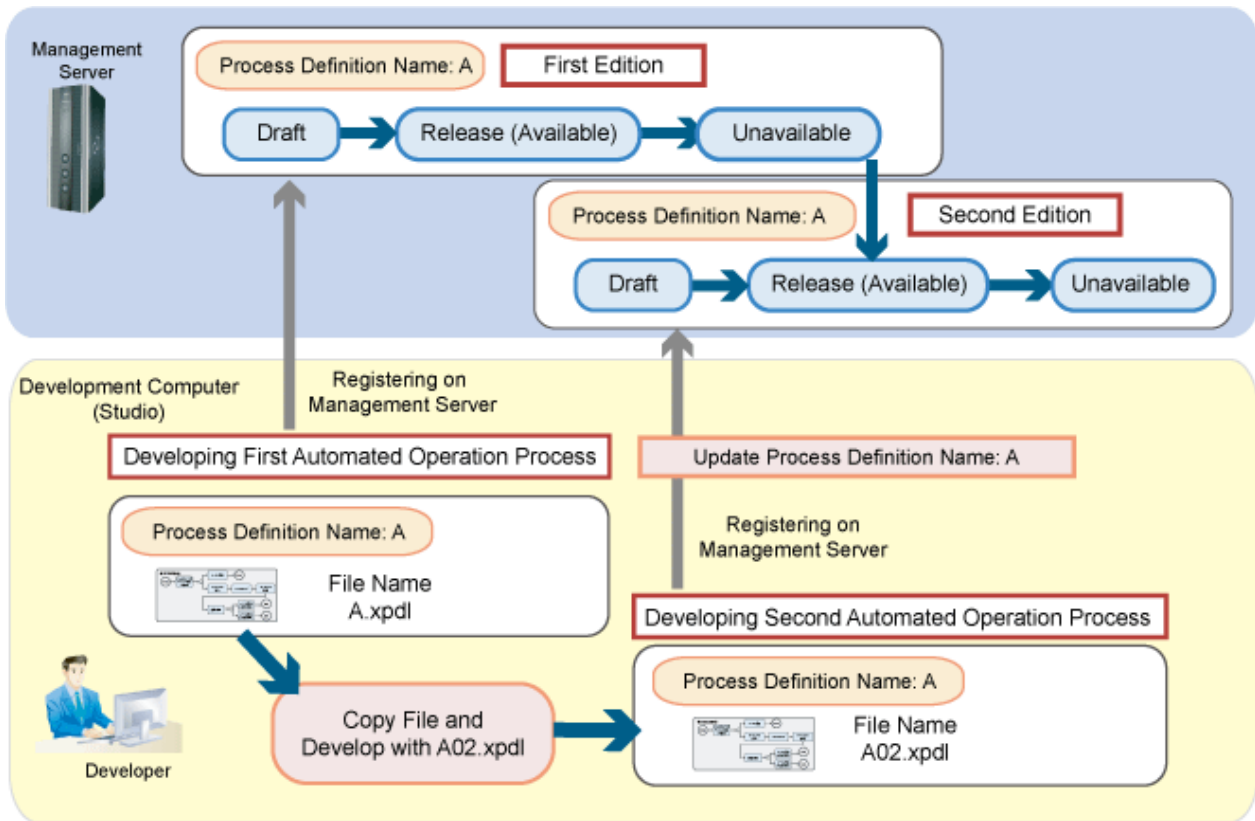 Management
Server
Process Definition Name: A
First Edition
Draft
Release (Available)
Unavailable
Process Definition Name: A
Second Edition
Draft
Release (Available)
Unavailable
Development Computer
(Studio)
Registering on
Management Server
Developing First Automated Operation Process
Update Process Definition Name: A
Process Definition Name: A
File Name
A.xpdl
Registering on
Management Server
Developing Second Automated Operation Process
Process Definition Name: A
File Name
A02.xpdl
Copy File and
Develop with A02.xpdl
Developer